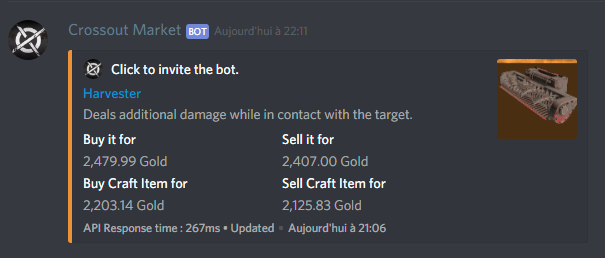 Crossout Market BOT Aujourd'hui à 22:11
Click to invite the bot.
Harvester
Deals additional damage while in contact with the target.
Buy it for Sell it for
2,479.99 Gold 2,407.00 Gold
Buy Craft Item for Sell Craft Item for
2,203.14 Gold 2,125.83 Gold
API Response time : 267ms • Updated • Aujourd'hui à 21:06